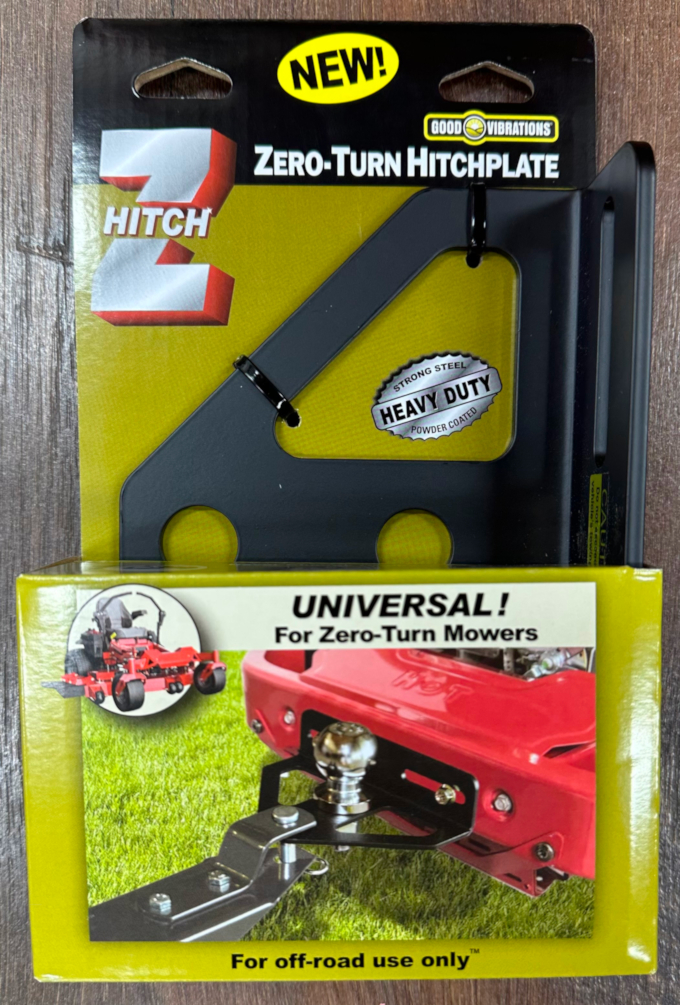 NEW!
GOOD VIBRATIONS
ZERO-TURN HITCHPLATE
Z
HITCH
STRONG STEEL
HEAVY DUTY
POWDER COATED
UNIVERSAL!
For Zero-Turn Mowers
For off-road use only™